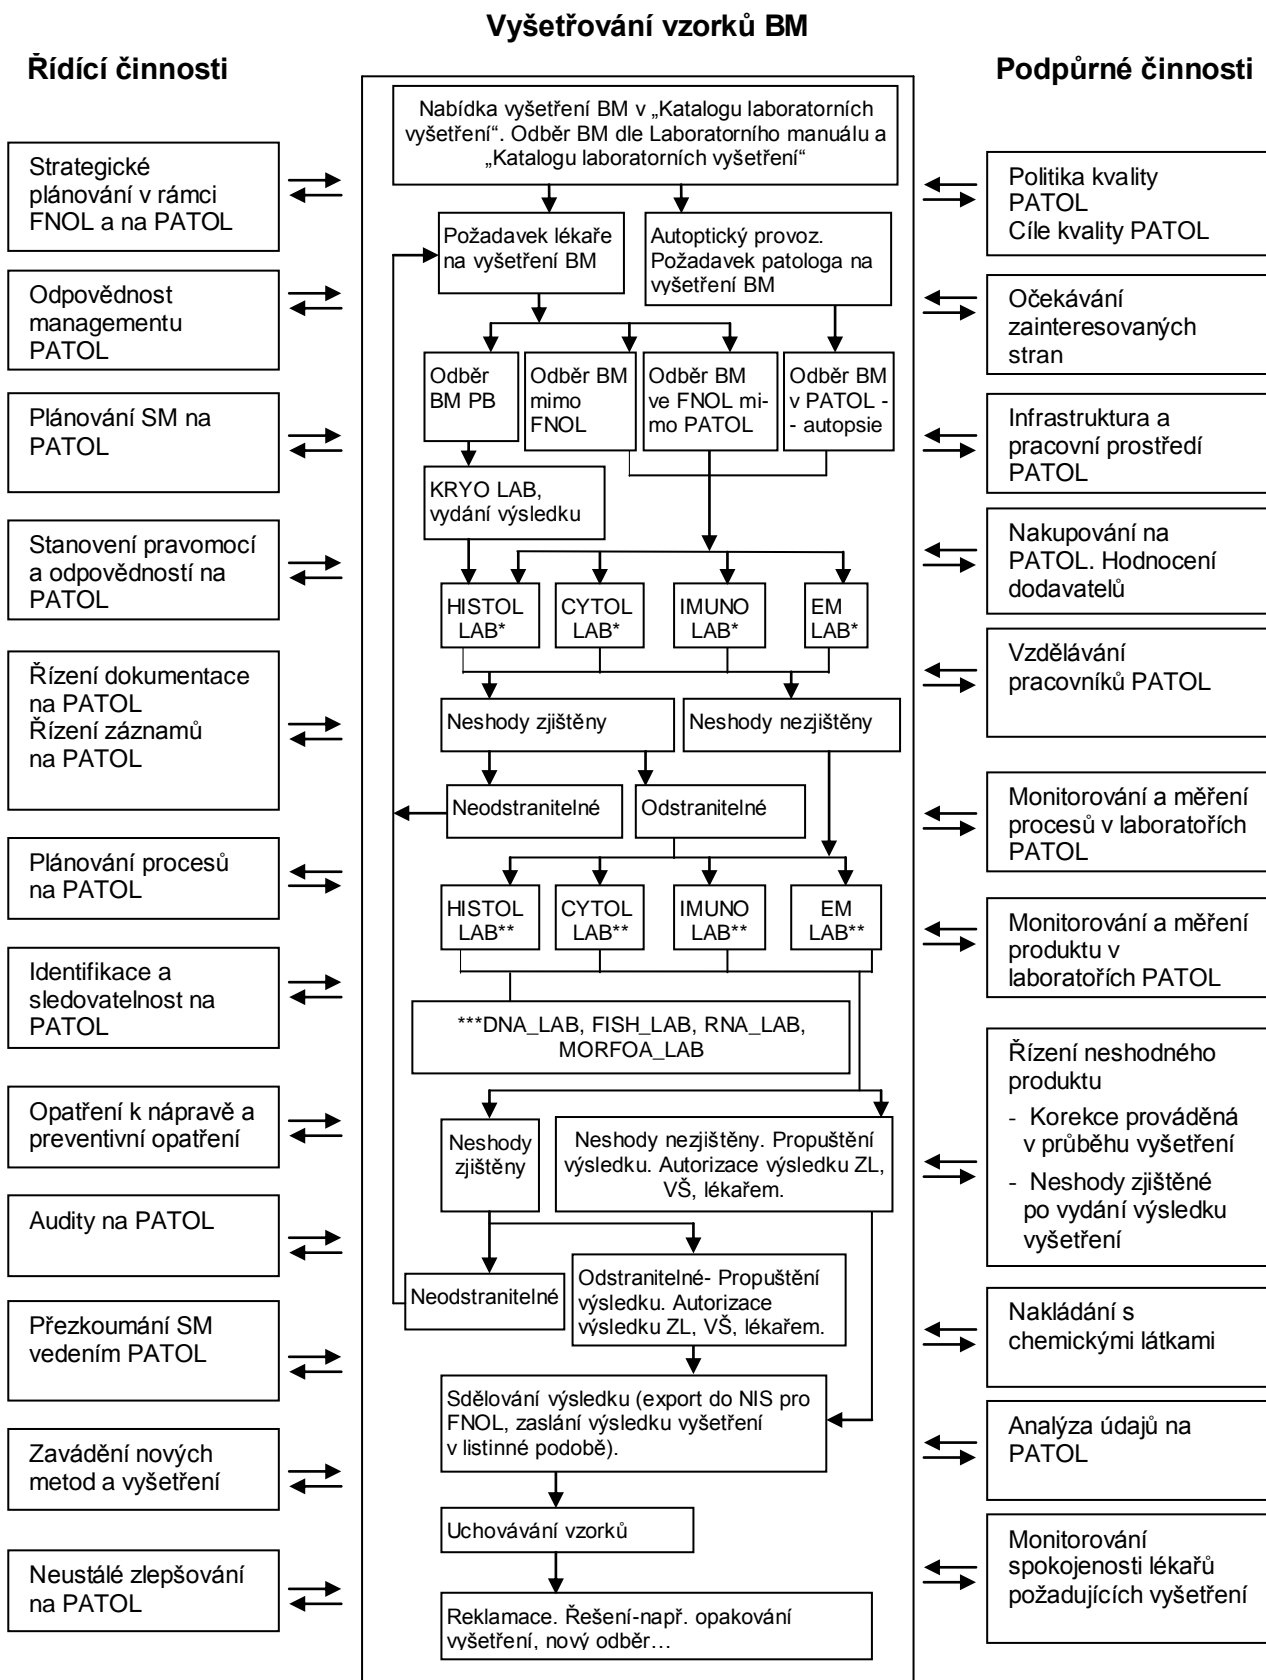 Vyšetřování vzorků BM
Řídící činnosti
Podpůrné činnosti
Strategické
plánování v rámci
FNOL a na PATOL
Odpovědnost
managementu
PATOL
Plánování SM na
PATOL
Stanovení pravomocí
a odpovědností na
PATOL
Řízení dokumentace
na PATOL
Řízení záznamů
na PATOL
Plánování procesů
na PATOL
Identifikace a
sledovatelnost na
PATOL
Opatření k nápravě a
preventivní opatření
Audity na PATOL
Přezkoumání SM
vedením PATOL
Zavádění nových
metod a vyšetření
Neustálé zlepšování
na PATOL
Nabídka vyšetření BM v „Katalogu laboratorních
vyšetření“. Odběr BM dle Laboratorního manuálu a
„Katalogu laboratorních vyšetření“
Požadavek lékaře
na vyšetření BM
Autoptický provoz.
Požadavek patologa na
vyšetření BM
Odběr
BM PB
Odběr BM
mimo
FNOL
Odběr BM
ve FNOL mi-
mo PATOL
Odběr BM
v PATOL -
- autopsie
KRYO LAB,
vydání výsledku
HISTOL
LAB*
CYTOL
LAB*
IMUNO
LAB*
EM
LAB*
Neshody zjištěny
Neshody nezjištěny
Neodstranitelné
Odstranitelné
HISTOL
LAB**
CYTOL
LAB**
IMUNO
LAB**
EM
LAB**
***DNA_LAB, FISH_LAB, RNA_LAB,
MORFOA_LAB
Neshody
zjištěny
Neshody nezjištěny. Propuštění
výsledku. Autorizace výsledku ZL,
VŠ, lékařem.
Neodstranitelné
Odstranitelné- Propuštění
výsledku. Autorizace
výsledku ZL, VŠ, lékařem.
Sdělování výsledku (export do NIS pro
FNOL, zaslání výsledku vyšetření
v listinné podobě).
Uchovávání vzorků
Reklamace. Řešení-např. opakování
vyšetření, nový odběr…
Politika kvality
PATOL
Cíle kvality PATOL
Očekávání
zainteresovaných
stran
Infrastruktura a
pracovní prostředí
PATOL
Nakupování na
PATOL. Hodnocení
dodavatelů
Vzdělávání
pracovníků PATOL
Monitorování a měření
procesů v laboratořích
PATOL
Monitorování a měření
produktu v
laboratořích PATOL
Řízení neshodného
produktu
- Korekce prováděná
v průběhu vyšetření
- Neshody zjištěné
po vydání výsledku
vyšetření
Nakládání s
chemickými látkami
Analýza údajů na
PATOL
Monitorování
spokojenosti lékařů
požadujících vyšetření